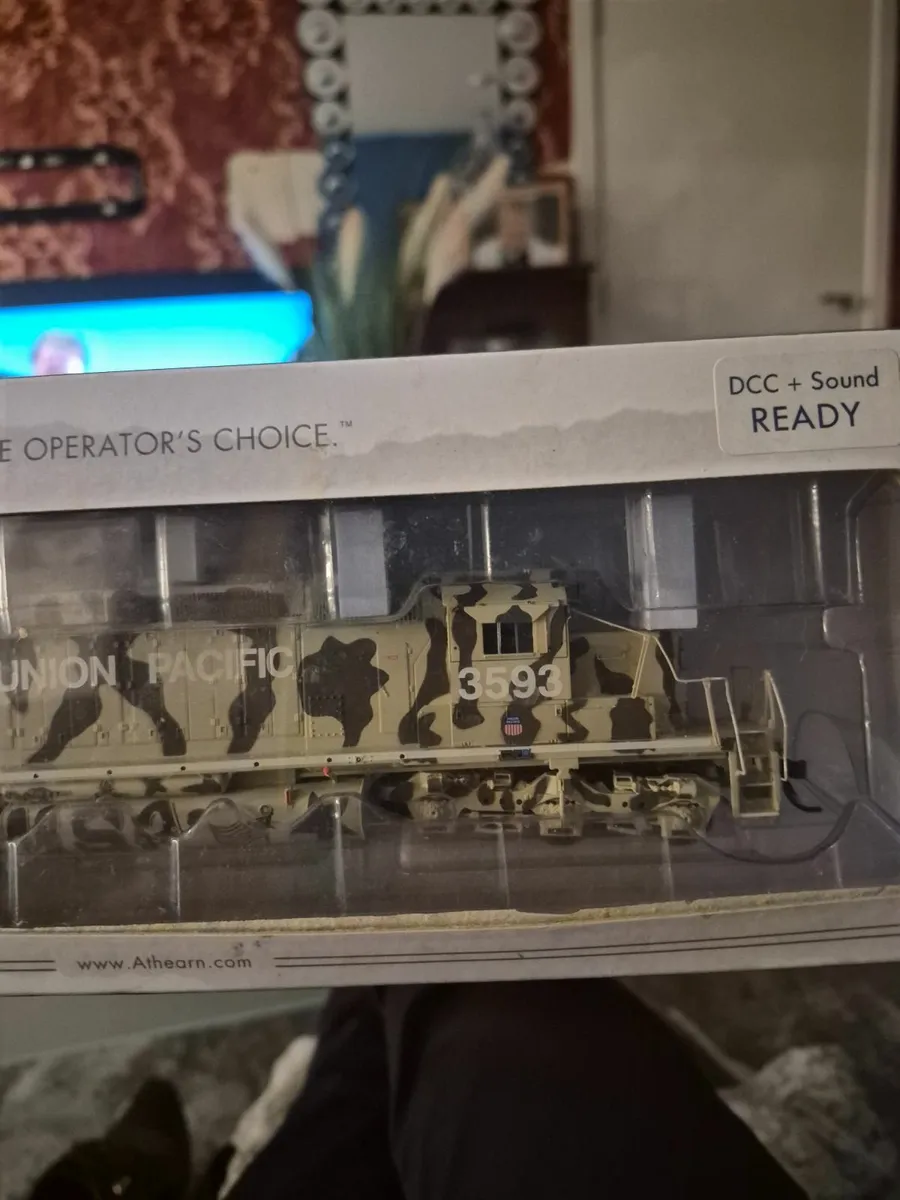 E OPERATOR'S CHOICE.™
DCC + Sound
READY
UNION PACIFIC
3593
www.Athearn.com